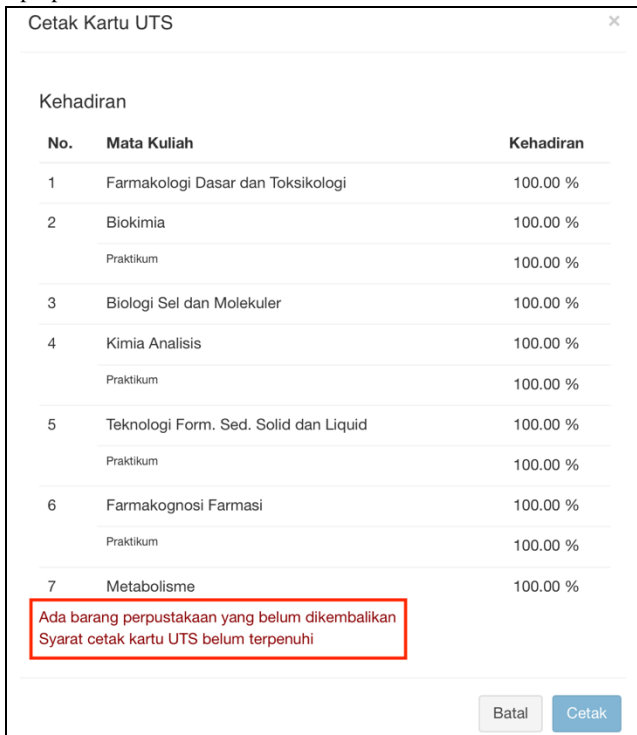 Cetak Kartu UTS ×
Kehadiran
No. Mata Kuliah Kehadiran
1 Farmakologi Dasar dan Toksikologi 100.00 %
2 Biokimia 100.00 %
Praktikum 100.00 %
3 Biologi Sel dan Molekuler 100.00 %
4 Kimia Analisis 100.00 %
Praktikum 100.00 %
5 Teknologi Form. Sed. Solid dan Liquid 100.00 %
Praktikum 100.00 %
6 Farmakognosi Farmasi 100.00 %
Praktikum 100.00 %
7 Metabolisme 100.00 %
Ada barang perpustakaan yang belum dikembalikan
Syarat cetak kartu UTS belum terpenuhi
Batal Cetak